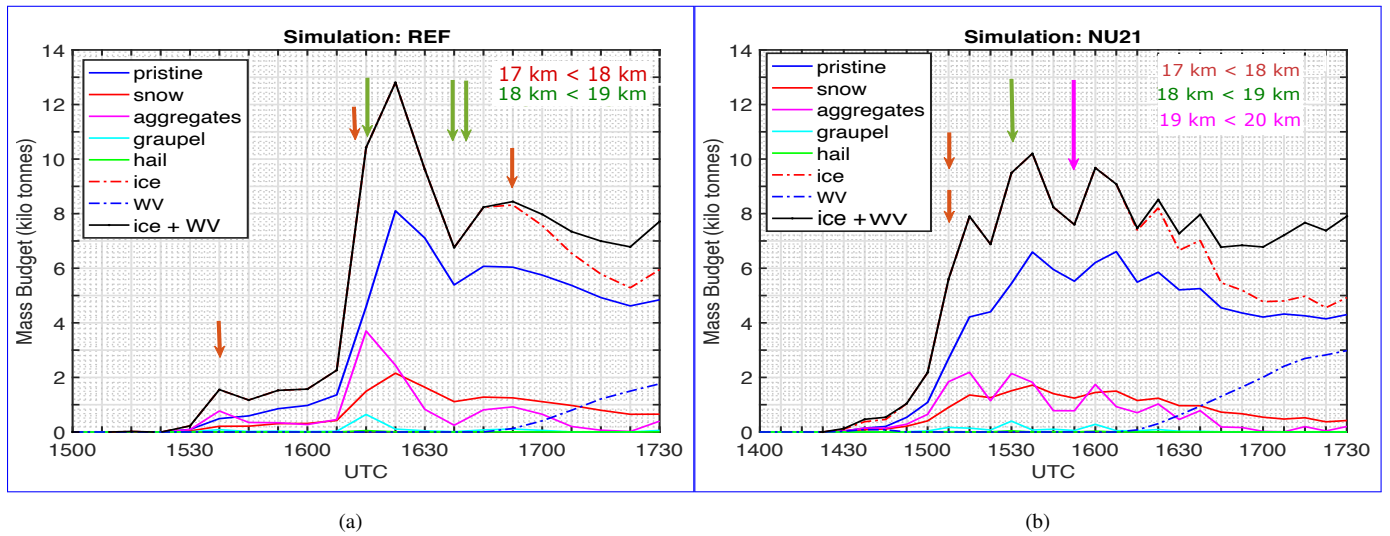 Simulation: REF
14
12
10
8
6
4
2
0
Mass Budget (kilo tonnes)
pristine
snow
aggregates
graupel
hail
ice
WV
ice + WV
17 km < 18 km
18 km < 19 km
1500
1530
1600
1630
1700
1730
UTC
(a)
Simulation: NU21
14
12
10
8
6
4
2
0
Mass Budget (kilo tonnes)
pristine
snow
aggregates
graupel
hail
ice
WV
ice + WV
17 km < 18 km
18 km < 19 km
19 km < 20 km
1400
1430
1500
1530
1600
1630
1700
1730
UTC
(b)